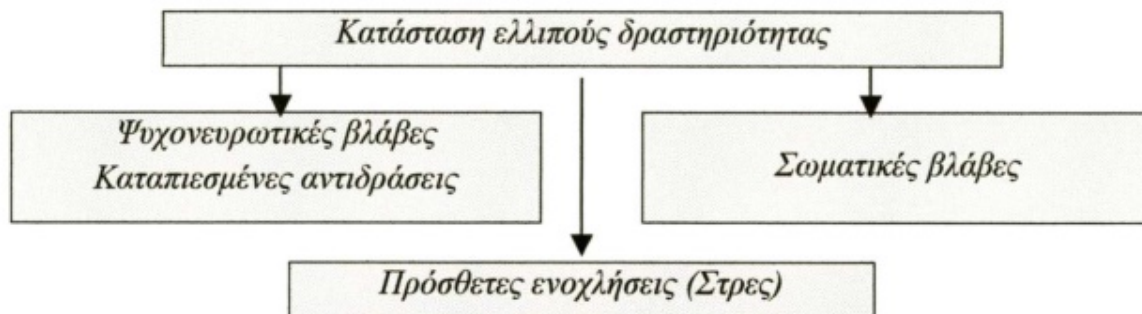 Κατάσταση ελλιπούς δραστηριότητας
Ψυχονευρωτικές βλάβες
Καταπιεσμένες αντιδράσεις
Σωματικές βλάβες
Πρόσθετες ενοχλήσεις (Στρες)